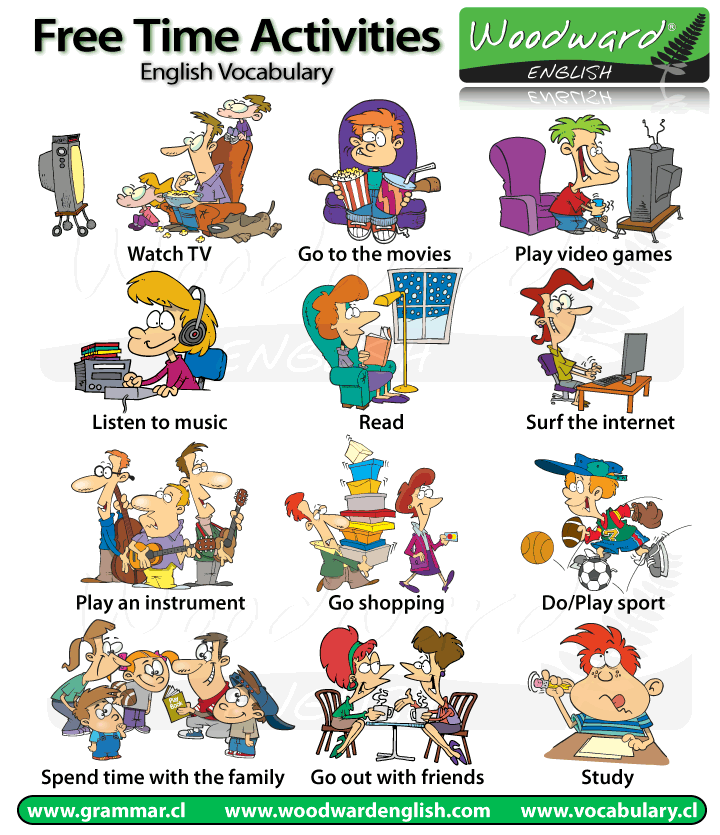 Free Time Activities
English Vocabulary
Woodward®
ENGLISH
Watch TV
Go to the movies
Play video games
Listen to music
Read
Surf the internet
Play an instrument
Go shopping
Do/Play sport
Play
Book
Spend time with the family
Go out with friends
Study
www.grammar.cl www.woodwardenglish.com www.vocabulary.cl